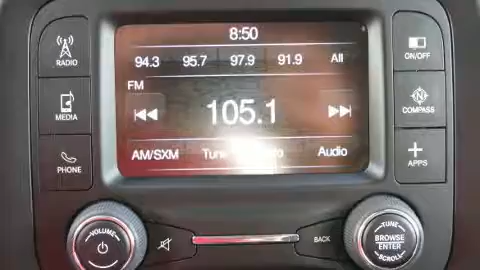 8:50
94.3 95.7 97.9 91.9 All
FM
105.1
AM/SXM Tune Audio
RADIO
MEDIA
PHONE
ON/OFF
COMPASS
N
APPS
VOLUME
BACK
TUNE
BROWSE
ENTER
SCROLL